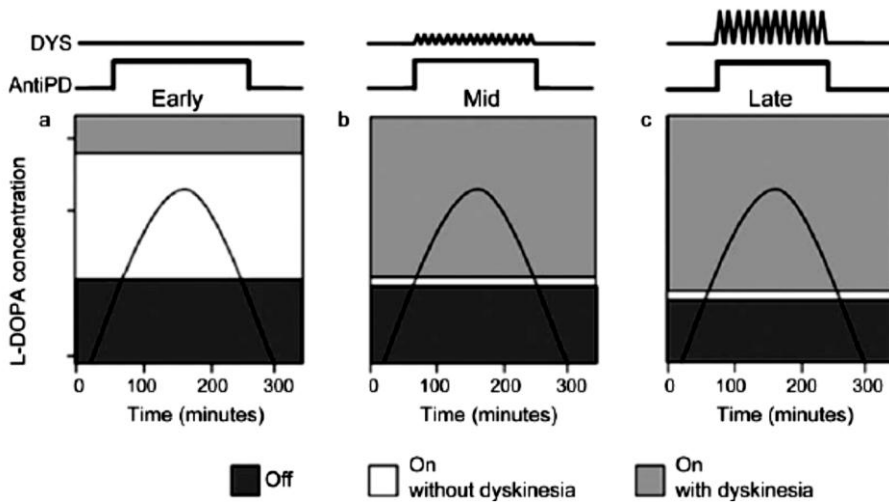 DYS
AntiPD
Early
Mid
Late
a
b
c
L-DOPA concentration
0 100 200 300
0 100 200 300
0 100 200 300
Time (minutes)
Time (minutes)
Time (minutes)
Off
On
without dyskinesia
On
with dyskinesia